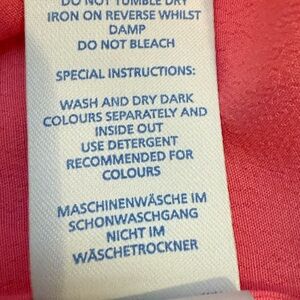 DO NOT TUMBLE DRY
IRON ON REVERSE WHILST
DAMP
DO NOT BLEACH
SPECIAL INSTRUCTIONS:
WASH AND DRY DARK
COLOURS SEPARATELY AND
INSIDE OUT
USE DETERGENT
RECOMMENDED FOR
COLOURS
MASCHINENWÄSCHE IM
SCHONWASCHGANG
NICHT IM
WÄSCHETROCKNER